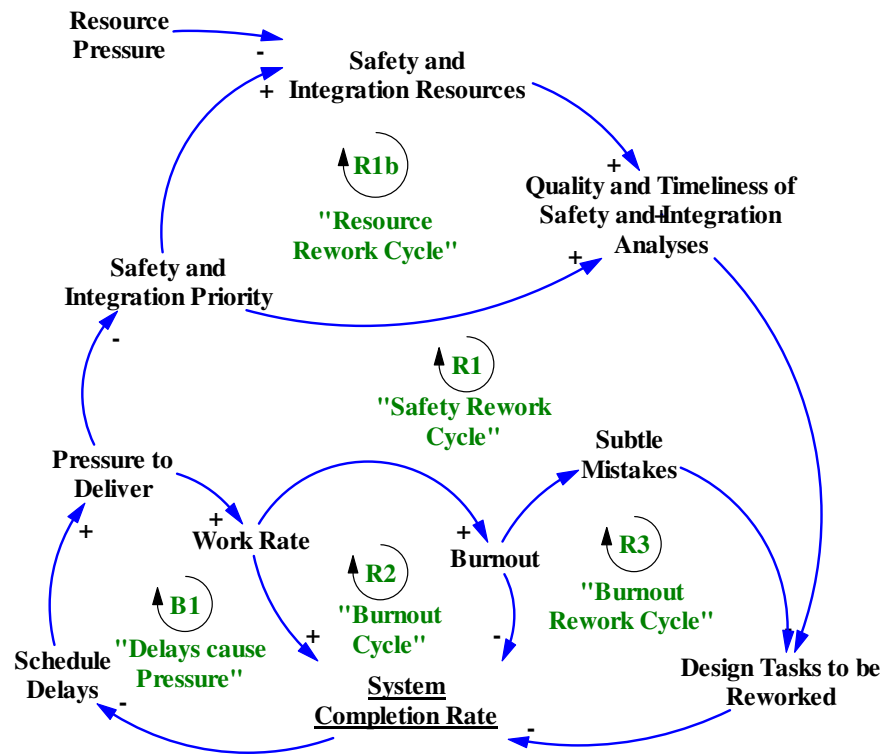 Resource
Pressure
-
Safety and
Integration Resources
+
R1b
"Resource
Rework Cycle"
+
Quality and Timeliness of
Safety and Integration
+
Analyses
+
Safety and
Integration Priority
-
R1
"Safety Rework
Cycle"
Subtle
Mistakes
Pressure to
Deliver
+
+
Work Rate
+
Burnout
R3
"Burnout
Rework Cycle"
R2
"Burnout
Cycle"
B1
"Delays cause
Pressure"
+
-
Schedule
Delays
-
System
Completion Rate
-
Design Tasks to be
Reworked